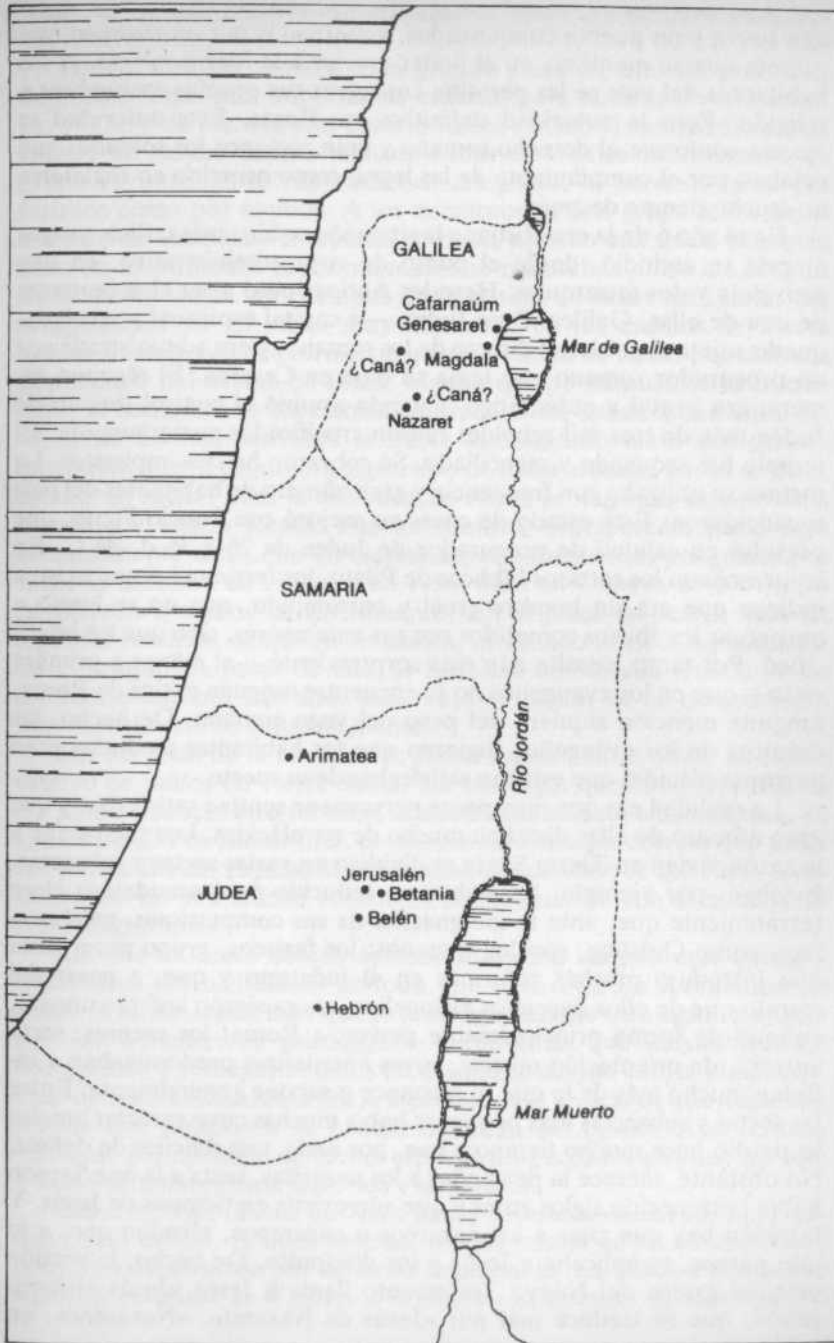 GALILEA
Cafarnaúm
Genesaret
Mar de Galilea
¿Caná?
Magdala
¿Caná?
Nazaret
SAMARIA
Río Jordán
Arimatea
JUDEA
Jerusalén
Betania
Belén
Hebrón
Mar Muerto